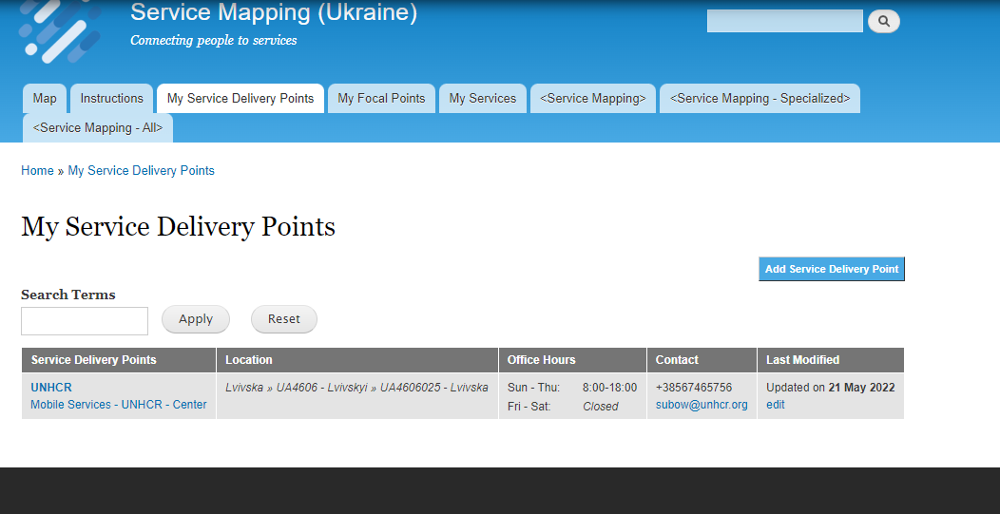 Service Mapping (Ukraine)
Connecting people to services
Map Instructions My Service Delivery Points My Focal Points My Services <Service Mapping> <Service Mapping - Specialized>
<Service Mapping - All>
Home » My Service Delivery Points
My Service Delivery Points
Add Service Delivery Point
Search Terms
Apply Reset
Service Delivery Points Location Office Hours Contact Last Modified
UNHCR Lvivska » UA4606 - Lvivskyi » UA4606025 - Lvivska Sun - Thu: 8:00-18:00 +38567465756 Updated on 21 May 2022
Mobile Services - UNHCR - Center Fri - Sat: Closed subow@unhcr.org edit